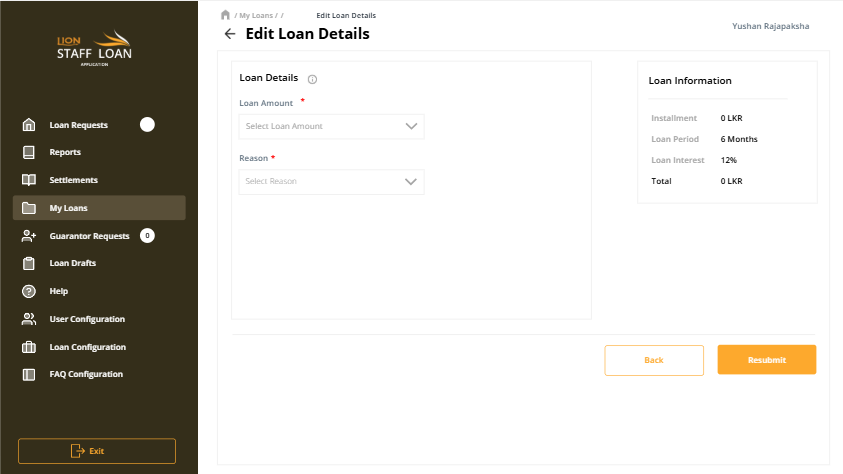 LION
STAFF LOAN
APPLICATION
Loan Requests
Reports
Settlements
My Loans
Guarantor Requests 0
Loan Drafts
Help
User Configuration
Loan Configuration
FAQ Configuration
Exit
/ My Loans / / Edit Loan Details
Edit Loan Details
Yushan Rajapaksha
Loan Details
Loan Amount *
Select Loan Amount
Reason *
Select Reason
Loan Information
Installment 0 LKR
Loan Period 6 Months
Loan Interest 12%
Total 0 LKR
Back
Resubmit